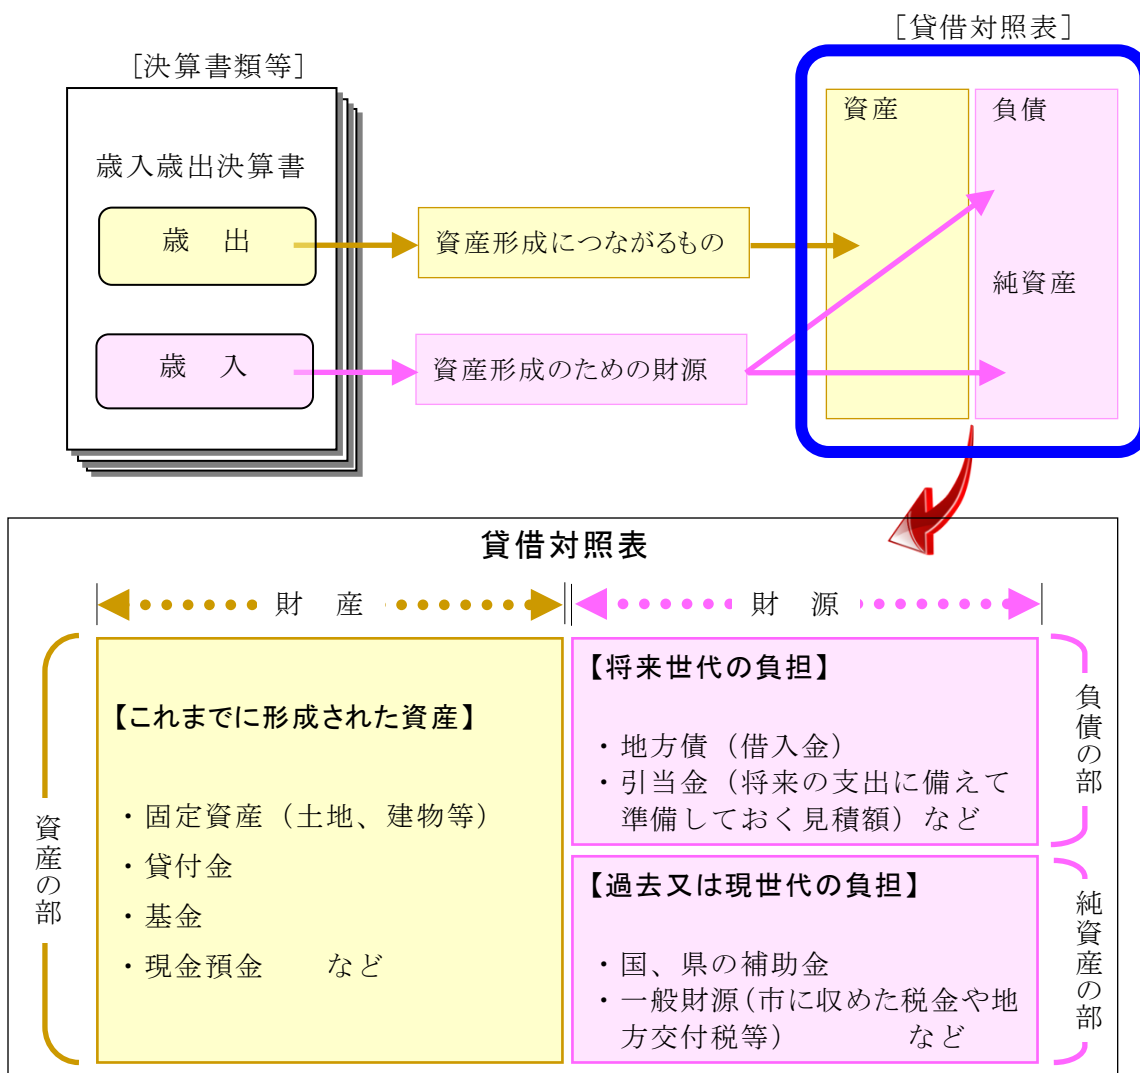 ［貸借対照表］
［決算書類等］
資産
負債
歳入歳出決算書
歳　出
資産形成につながるもの
純資産
歳　入
資産形成のための財源
貸借対照表
財　産
財　源
資産の部
【これまでに形成された資産】
・固定資産（土地、建物等）
・貸付金
・基金
・現金預金　　など
【将来世代の負担】
・地方債（借入金）
・引当金（将来の支出に備えて
準備しておく見積額）など
負債の部
【過去又は現世代の負担】
・国、県の補助金
・一般財源（市に収めた税金や地
方交付税等）　　　　など
純資産の部